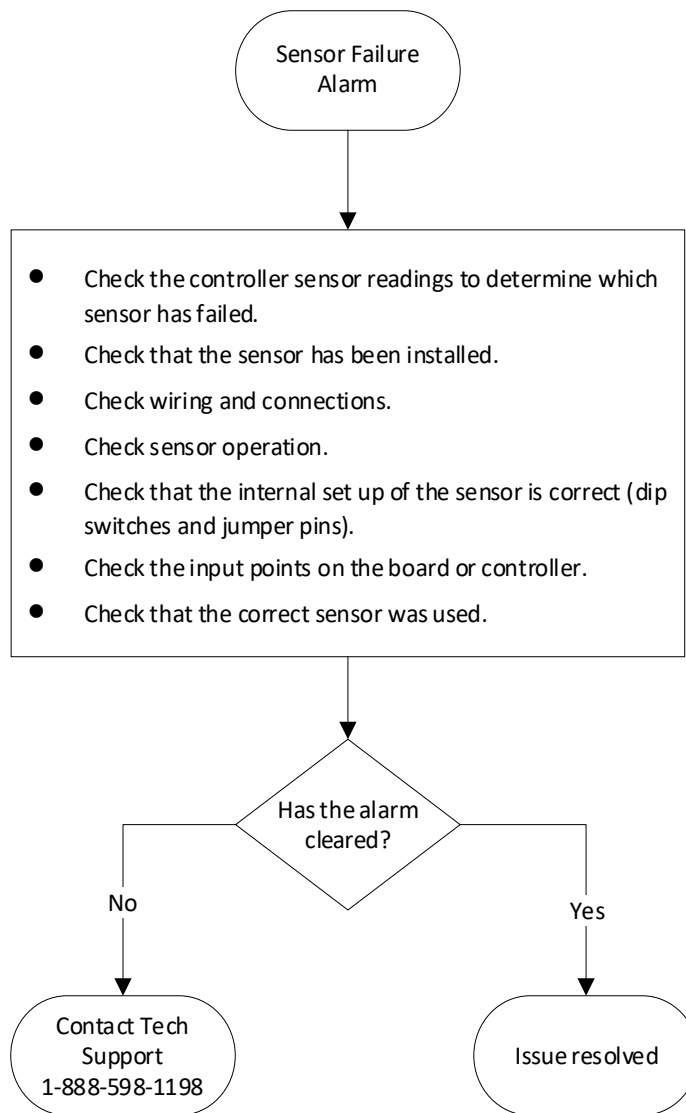 Sensor Failure
Alarm
● Check the controller sensor readings to determine which
sensor has failed.
● Check that the sensor has been installed.
● Check wiring and connections.
● Check sensor operation.
● Check that the internal set up of the sensor is correct (dip
switches and jumper pins).
● Check the input points on the board or controller.
● Check that the correct sensor was used.
Has the alarm
cleared?
No
Yes
Contact Tech
Support
1-888-598-1198
Issue resolved